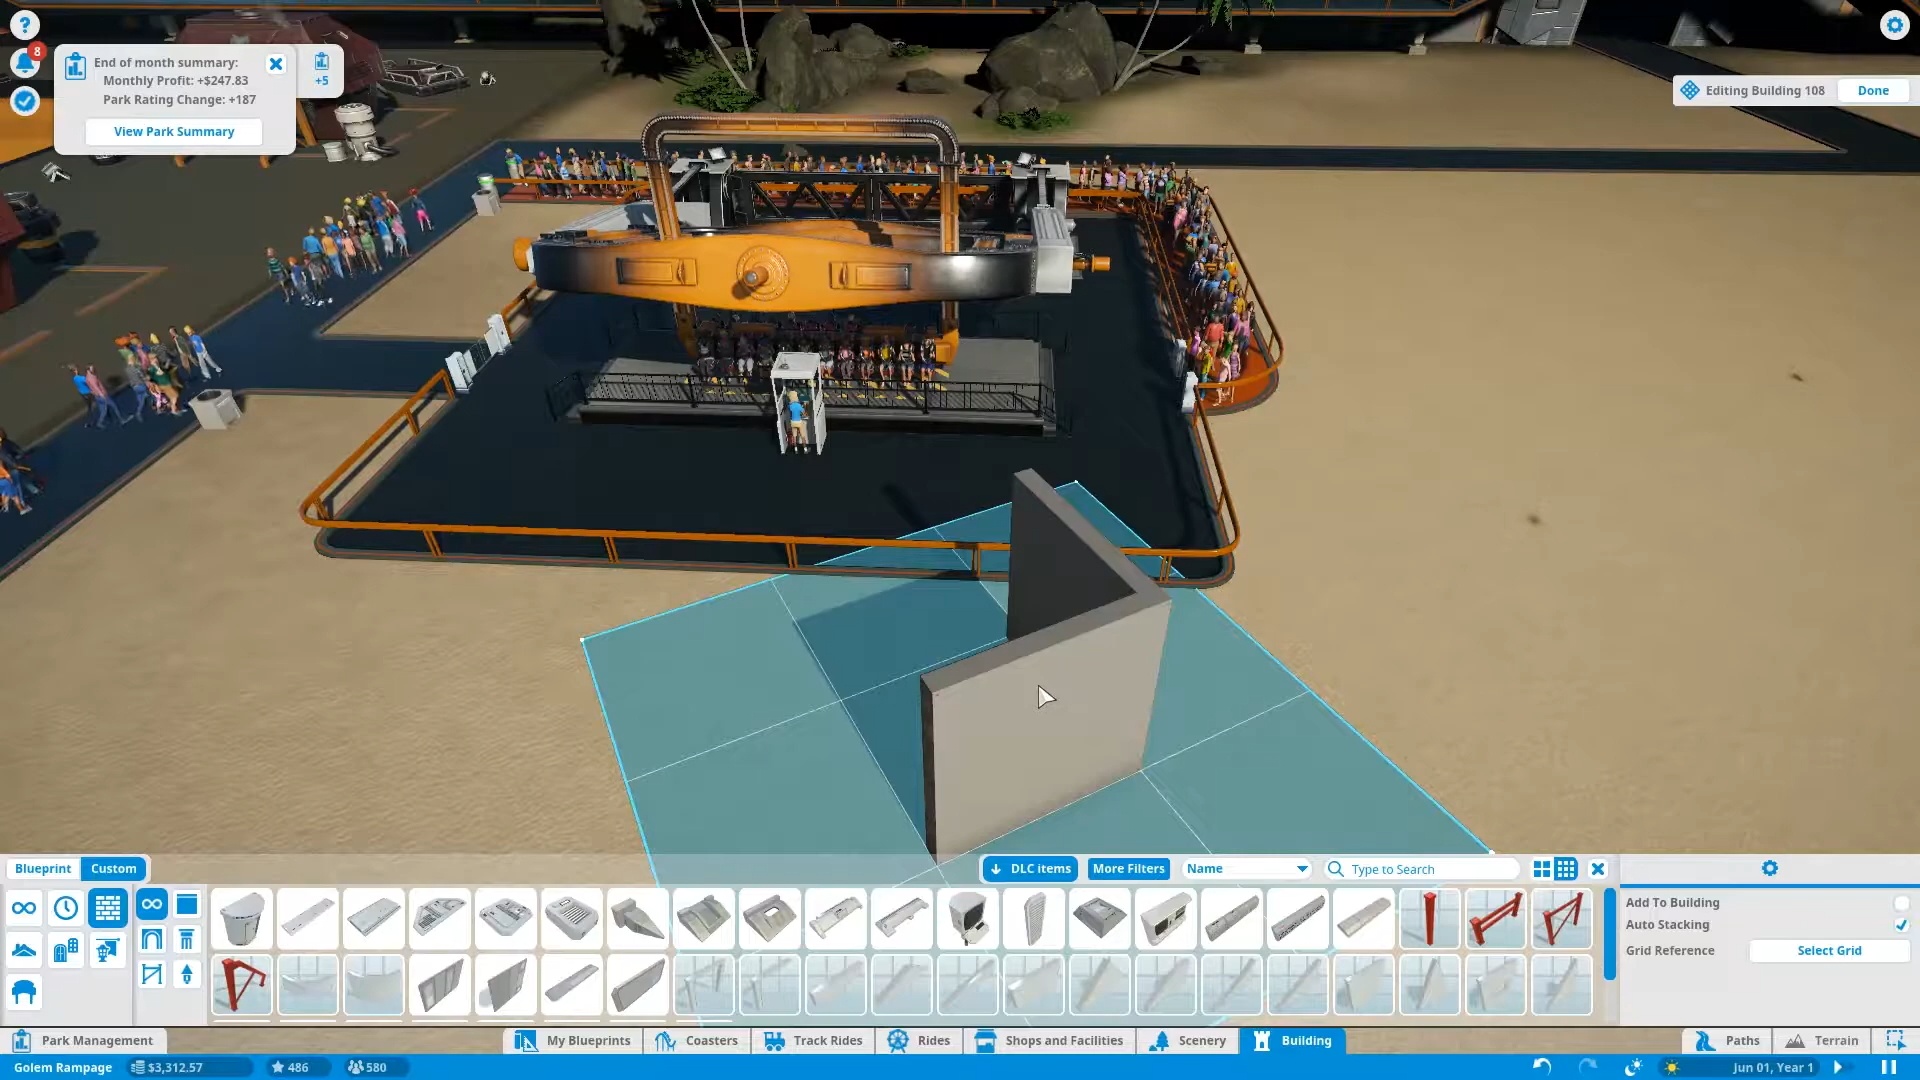 ?
8
End of month summary:
Monthly Profit: +$247.83
Park Rating Change: +187
View Park Summary
+5
Editing Building 108
Done
Blueprint
Custom
DLC items
More Filters
Name
Type to Search
Add To Building
Auto Stacking
Grid Reference
Select Grid
Park Management
My Blueprints
Coasters
Track Rides
Rides
Shops and Facilities
Scenery
Building
Paths
Terrain
Golem Rampage
$3,312.57
486
580
Jun 01, Year 1